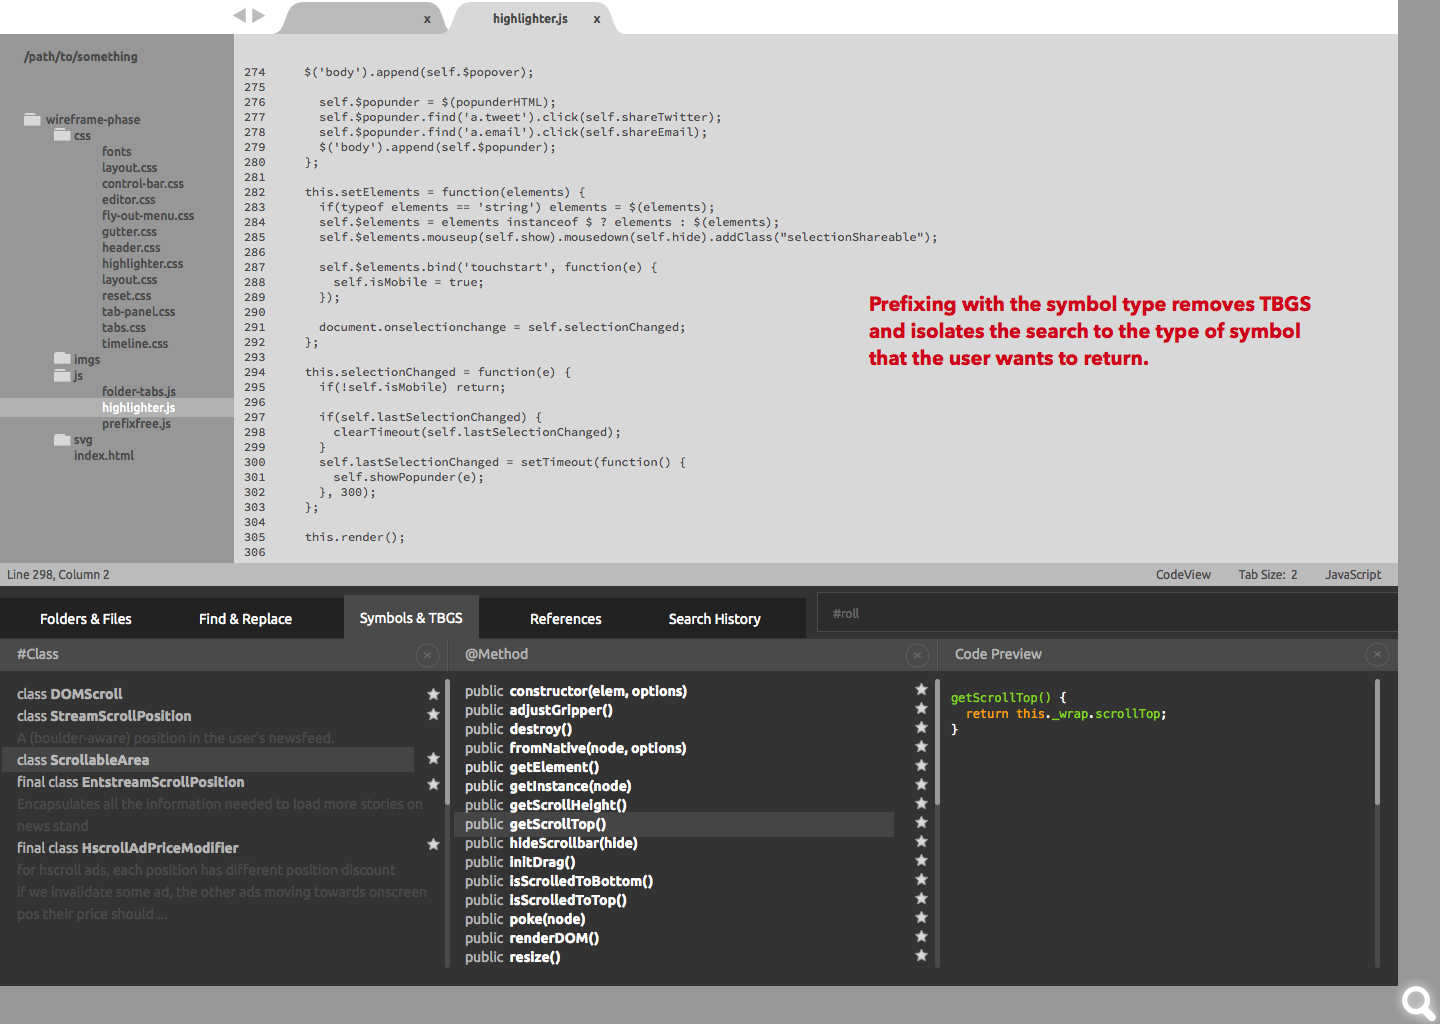 x
highlighter.js x
/path/to/something
wireframe-phase
css
fonts
layout.css
control-bar.css
editor.css
fly-out-menu.css
gutter.css
header.css
highlighter.css
layout.css
reset.css
tab-panel.css
tabs.css
timeline.css
imgs
js
folder-tabs.js
highlighter.js
prefixfree.js
svg
index.html
274 $('body').append(self.$popover);
275
276 self.$popunder = $(popunderHTML);
277 self.$popunder.find('a.tweet').click(self.shareTwitter);
278 self.$popunder.find('a.email').click(self.shareEmail);
279 $('body').append(self.$popunder);
280 };
281
282 this.setElements = function(elements) {
283 if(typeof elements == 'string') elements = $(elements);
284 self.$elements = elements instanceof $ ? elements : $(elements);
285 self.$elements.mouseup(self.show).mousedown(self.hide).addClass("selectionShareable");
286
287 self.$elements.bind('touchstart', function(e) {
288 self.isMobile = true;
289 });
290
291 document.onselectionchange = self.selectionChanged;
292 };
293
294 this.selectionChanged = function(e) {
295 if(!self.isMobile) return;
296
297 if(self.lastSelectionChanged) {
298 clearTimeout(self.lastSelectionChanged);
299 }
300 self.lastSelectionChanged = setTimeout(function() {
301 self.showPopunder(e);
302 }, 300);
303 };
304
305 this.render();
306
Prefixing with the symbol type removes TBGS
and isolates the search to the type of symbol
that the user wants to return.
Line 298, Column 2 CodeView Tab Size: 2 JavaScript
Folders & Files Find & Replace Symbols & TBGS References Search History #roll
#Class
class DOMScroll
class StreamScrollPosition
A (boulder-aware) position in the user's newsfeed.
class ScrollableArea
final class EntstreamScrollPosition
Encapsulates all the information needed to load more stories on
news stand
final class HscrollAdPriceModifier
for hscroll ads, each position has different position discount
if we invalidate some ad, the other ads moving towards onscreen
pos their price should ...
@Method
public constructor(elem, options)
public adjustGripper()
public destroy()
public fromNative(node, options)
public getElement()
public getInstance(node)
public getScrollHeight()
public getScrollTop()
public hideScrollbar(hide)
public initDrag()
public isScrolledToBottom()
public isScrolledToTop()
public poke(node)
public renderDOM()
public resize()
Code Preview
getScrollTop() {
return this._wrap.scrollTop;
}